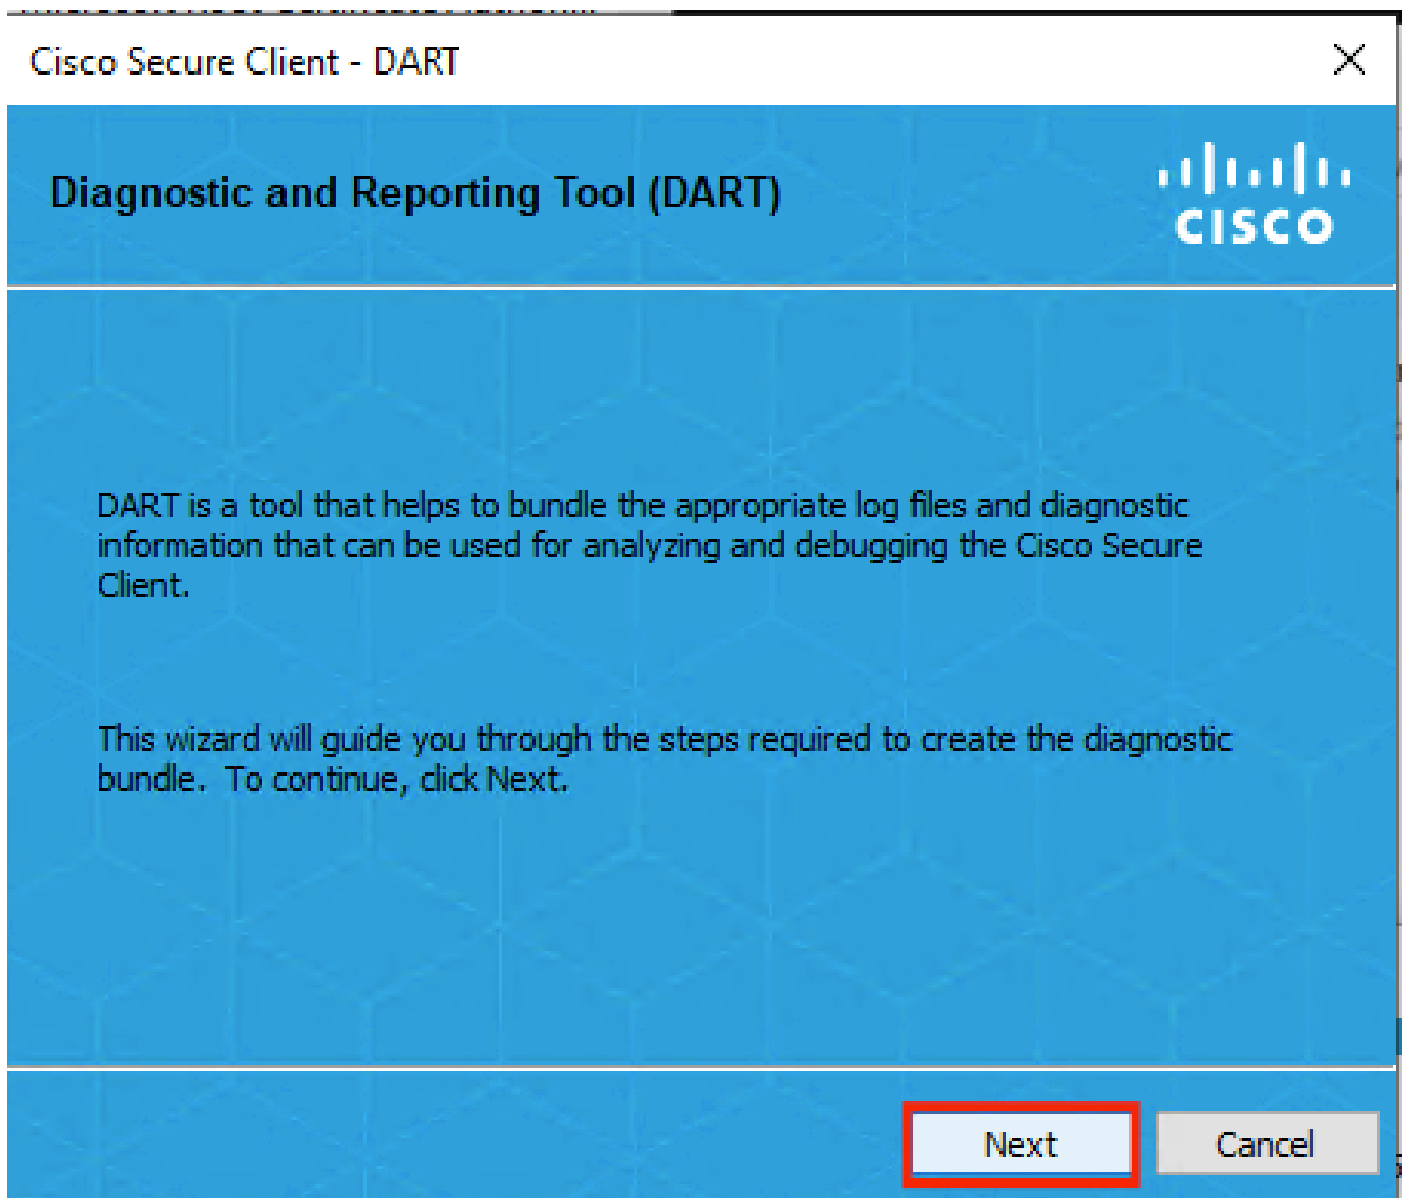 Cisco Secure Client - DART
Diagnostic and Reporting Tool (DART)
CISCO
DART is a tool that helps to bundle the appropriate log files and diagnostic
information that can be used for analyzing and debugging the Cisco Secure
Client.
This wizard will guide you through the steps required to create the diagnostic
bundle.  To continue, click Next.
Next
Cancel